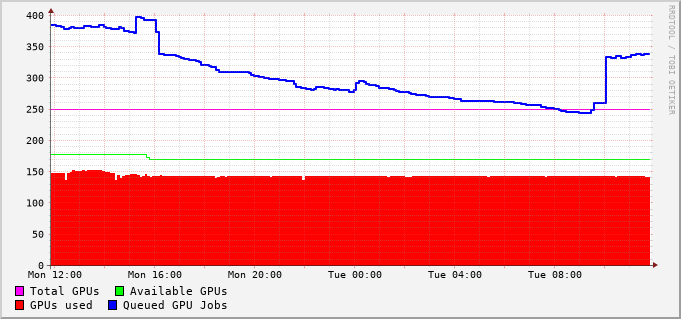 400
350
300
250
200
150
100
50
0
Mon 12:00 Mon 16:00 Mon 20:00 Tue 00:00 Tue 04:00 Tue 08:00
Total GPUs Available GPUs
GPUs used Queued GPU Jobs
RRDTOOL / TOBI OETIKER